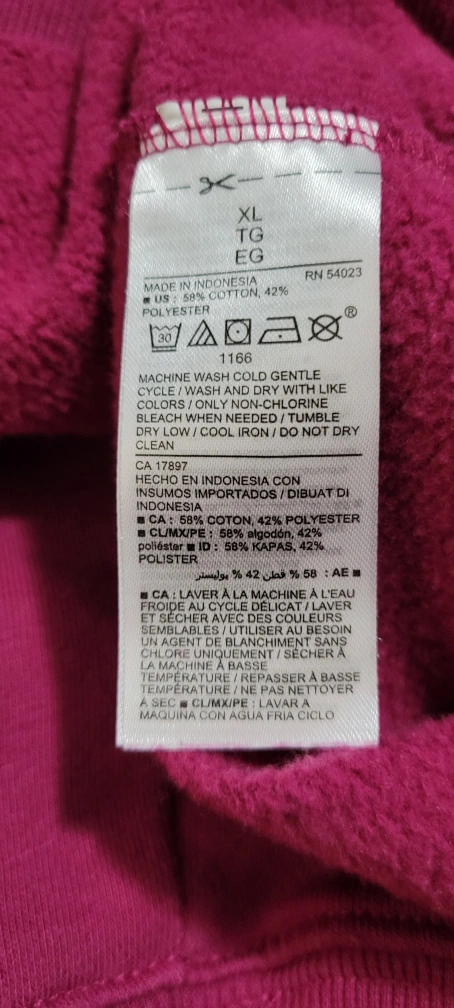 XL
TG
EG
MADE IN INDONESIA RN 54023
■ US : 58% COTTON, 42%
POLYESTER
30 ®
1166
MACHINE WASH COLD GENTLE
CYCLE / WASH AND DRY WITH LIKE
COLORS / ONLY NON-CHLORINE
BLEACH WHEN NEEDED / TUMBLE
DRY LOW / COOL IRON / DO NOT DRY
CLEAN
CA 17897
HECHO EN INDONESIA CON
INSUMOS IMPORTADOS / DIBUAT DI
INDONESIA
■ CA : 58% COTON, 42% POLYESTER
■ CL/MX/PE : 58% algodón, 42%
poliéster ■ ID : 58% KAPAS, 42%
POLISTER
■ AE : 58 % قطن 42 % بوليستر
■ CA : LAVER À LA MACHINE À L'EAU
FROIDE AU CYCLE DÉLICAT / LAVER
ET SÉCHER AVEC DES COULEURS
SEMBLABLES / UTILISER AU BESOIN
UN AGENT DE BLANCHIMENT SANS
CHLORE UNIQUEMENT / SÉCHER À
LA MACHINE À BASSE
TEMPÉRATURE / REPASSER À BASSE
TEMPÉRATURE / NE PAS NETTOYER
À SEC ■ CL/MX/PE : LAVAR A
MAQUINA CON AGUA FRIA CICLO